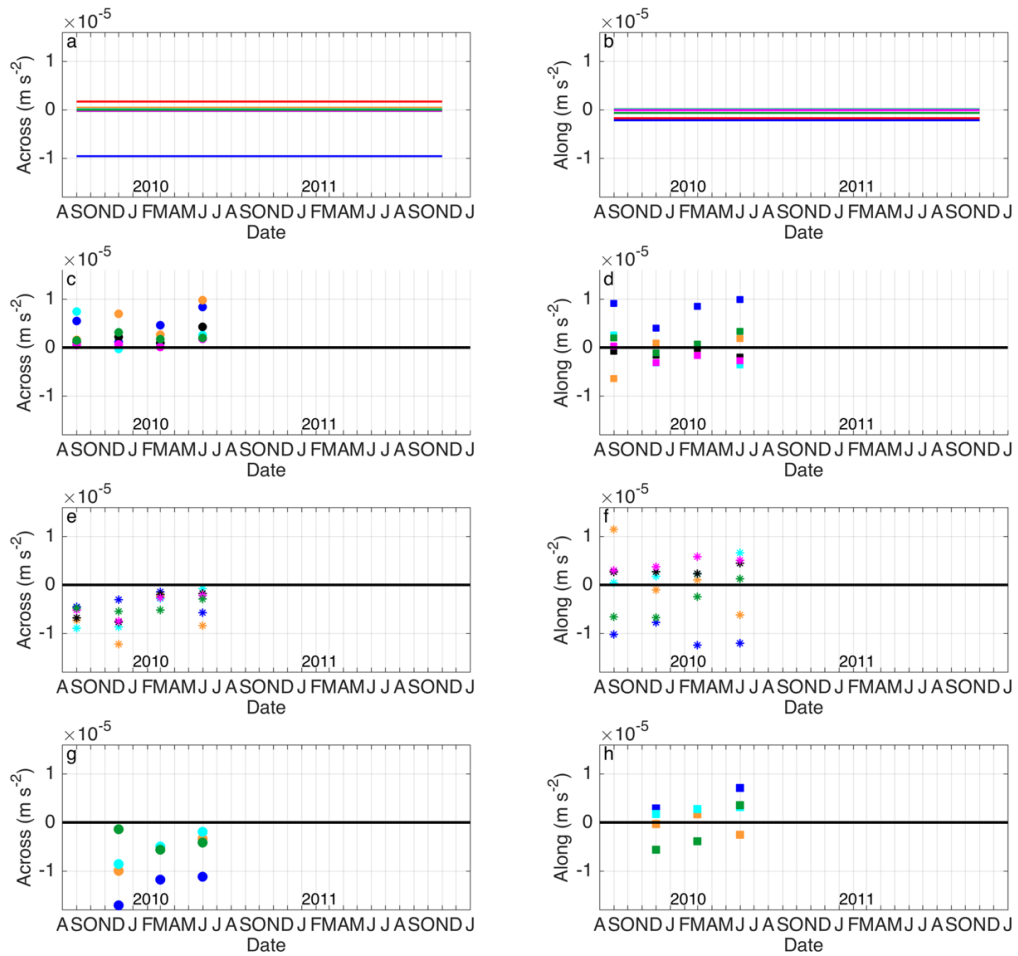 ×10⁻⁵ ×10⁻⁵
a b
1 1
0 0
-1 -1
Across (m s⁻²) Along (m s⁻²)
2010 2011 2010 2011
A S O N D J F M A M J J A S O N D J F M A M J J A S O N D J A S O N D J F M A M J J A S O N D J F M A M J J A S O N D J
Date Date
×10⁻⁵ ×10⁻⁵
c d
1 1
0 0
-1 -1
Across (m s⁻²) Along (m s⁻²)
2010 2011 2010 2011
A S O N D J F M A M J J A S O N D J F M A M J J A S O N D J A S O N D J F M A M J J A S O N D J F M A M J J A S O N D J
Date Date
×10⁻⁵ ×10⁻⁵
e f
1 1
0 0
-1 -1
Across (m s⁻²) Along (m s⁻²)
2010 2011 2010 2011
A S O N D J F M A M J J A S O N D J F M A M J J A S O N D J A S O N D J F M A M J J A S O N D J F M A M J J A S O N D J
Date Date
×10⁻⁵ ×10⁻⁵
g h
1 1
0 0
-1 -1
Across (m s⁻²) Along (m s⁻²)
2010 2011 2010 2011
A S O N D J F M A M J J A S O N D J F M A M J J A S O N D J A S O N D J F M A M J J A S O N D J F M A M J J A S O N D J
Date Date